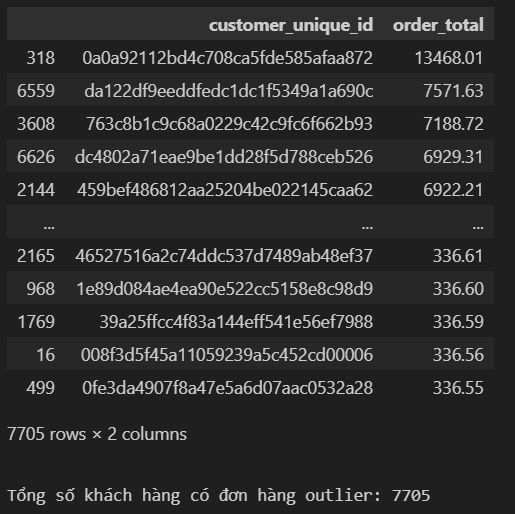 customer_unique_id order_total
318 0a0a92112bd4c708ca5fde585afaa872 13468.01
6559 da122df9eeddfedc1dc1f5349a1a690c 7571.63
3608 763c8b1c9c68a0229c42c9fc6f662b93 7188.72
6626 dc4802a71eae9be1dd28f5d788ceb526 6929.31
2144 459bef486812aa25204be022145caa62 6922.21
... ... ...
2165 46527516a2c74ddc537d7489ab48ef37 336.61
968 1e89d084ae4ea90e522cc5158e8c98d9 336.60
1769 39a25ffcc4f83a144eff541e56ef7988 336.59
16 008f3d5f45a11059239a5c452cd00006 336.56
499 0fe3da4907f8a47e5a6d07aac0532a28 336.55
7705 rows × 2 columns
Tổng số khách hàng có đơn hàng outlier: 7705